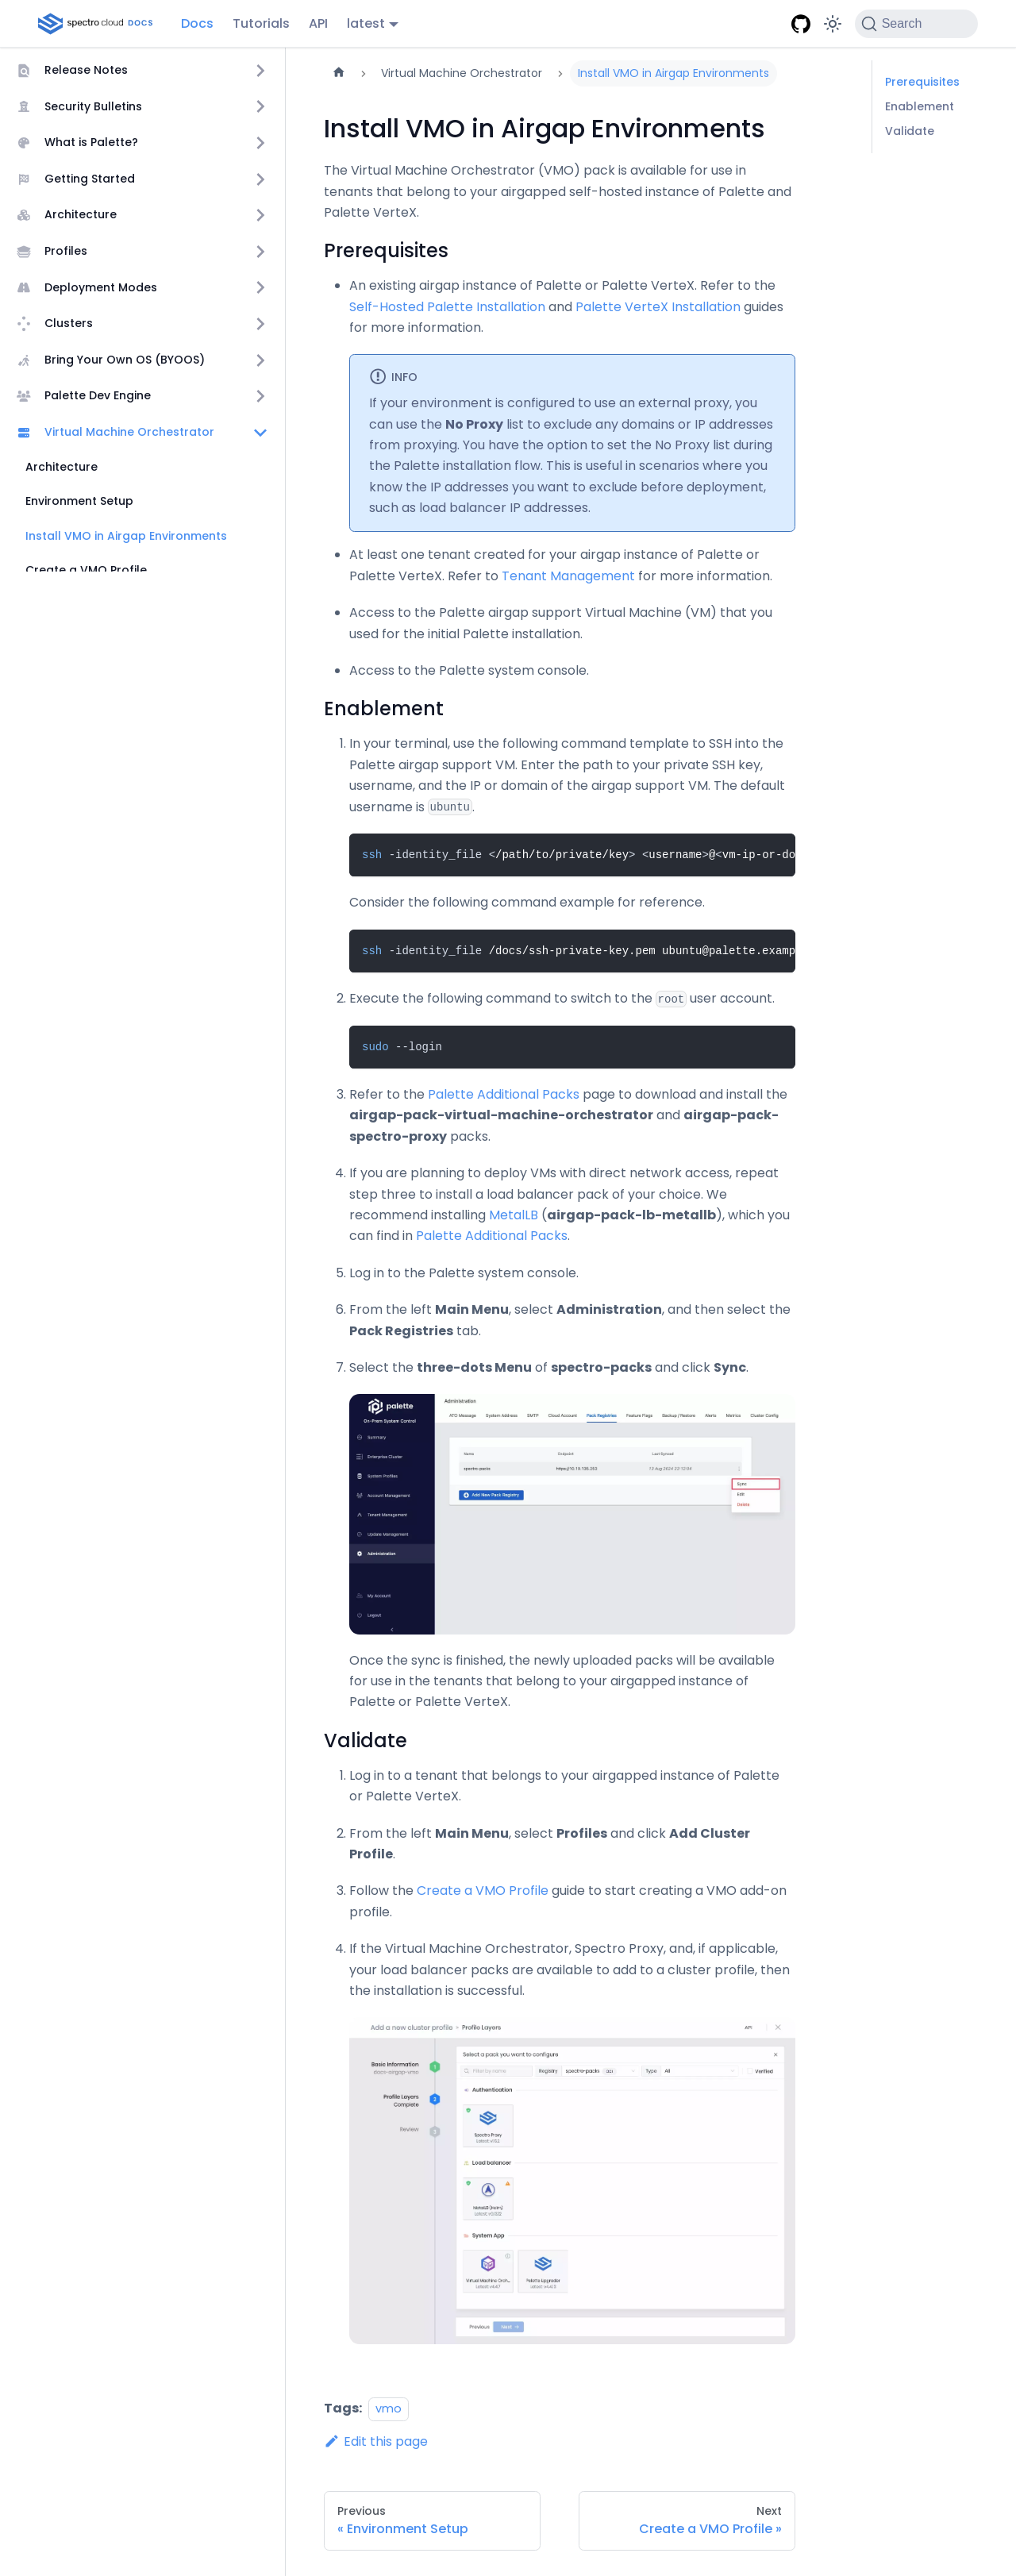 spectro cloud DOCS Docs Tutorials API latest Search
Release Notes
Security Bulletins
What is Palette?
Getting Started
Architecture
Profiles
Deployment Modes
Clusters
Bring Your Own OS (BYOOS)
Palette Dev Engine
Virtual Machine Orchestrator
Architecture
Environment Setup
Install VMO in Airgap Environments
Create a VMO Profile
Virtual Machine Orchestrator > Install VMO in Airgap Environments
Prerequisites
Enablement
Validate
Install VMO in Airgap Environments
The Virtual Machine Orchestrator (VMO) pack is available for use in
tenants that belong to your airgapped self-hosted instance of Palette and
Palette VerteX.
Prerequisites
• An existing airgap instance of Palette or Palette VerteX. Refer to the
Self-Hosted Palette Installation and Palette VerteX Installation guides
for more information.
INFO
If your environment is configured to use an external proxy, you
can use the No Proxy list to exclude any domains or IP addresses
from proxying. You have the option to set the No Proxy list during
the Palette installation flow. This is useful in scenarios where you
know the IP addresses you want to exclude before deployment,
such as load balancer IP addresses.
• At least one tenant created for your airgap instance of Palette or
Palette VerteX. Refer to Tenant Management for more information.
• Access to the Palette airgap support Virtual Machine (VM) that you
used for the initial Palette installation.
• Access to the Palette system console.
Enablement
1. In your terminal, use the following command template to SSH into the
Palette airgap support VM. Enter the path to your private SSH key,
username, and the IP or domain of the airgap support VM. The default
username is ubuntu.
ssh -identity_file </path/to/private/key> <username>@<vm-ip-or-do
Consider the following command example for reference.
ssh -identity_file /docs/ssh-private-key.pem ubuntu@palette.examp
2. Execute the following command to switch to the root user account.
sudo --login
3. Refer to the Palette Additional Packs page to download and install the
airgap-pack-virtual-machine-orchestrator and airgap-pack-
spectro-proxy packs.
4. If you are planning to deploy VMs with direct network access, repeat
step three to install a load balancer pack of your choice. We
recommend installing MetalLB (airgap-pack-lb-metallb), which you
can find in Palette Additional Packs.
5. Log in to the Palette system console.
6. From the left Main Menu, select Administration, and then select the
Pack Registries tab.
7. Select the three-dots Menu of spectro-packs and click Sync.
palette
On-Prem System Control
Summary
Enterprise Cluster
System Profiles
Account Management
Tenant Management
Update Management
Administration
My Account
Logout
Administration
ATO Message System Address SMTP Cloud Account Pack Registries Feature Flags Backup / Restore Alerts Metrics Cluster Config
Name Endpoint Last Synced
spectro-packs
Add New Pack Registry
Sync
Edit
Delete
Once the sync is finished, the newly uploaded packs will be available
for use in the tenants that belong to your airgapped instance of
Palette or Palette VerteX.
Validate
1. Log in to a tenant that belongs to your airgapped instance of Palette
or Palette VerteX.
2. From the left Main Menu, select Profiles and click Add Cluster
Profile.
3. Follow the Create a VMO Profile guide to start creating a VMO add-on
profile.
4. If the Virtual Machine Orchestrator, Spectro Proxy, and, if applicable,
your load balancer packs are available to add to a cluster profile, then
the installation is successful.
Add a new cluster profile > Profile Layers API
Basic Information
docs-airgap-vmo
Profile Layers
Complete
Review
Select a pack you want to configure
Filter by name Registry spectro-packs Type All Verified
Authentication
Spectro Proxy
Load balancer
System App
Virtual Machine Orch...
Palette Upgrader
Previous Next
Tags: vmo
Edit this page
Previous
« Environment Setup
Next
Create a VMO Profile »